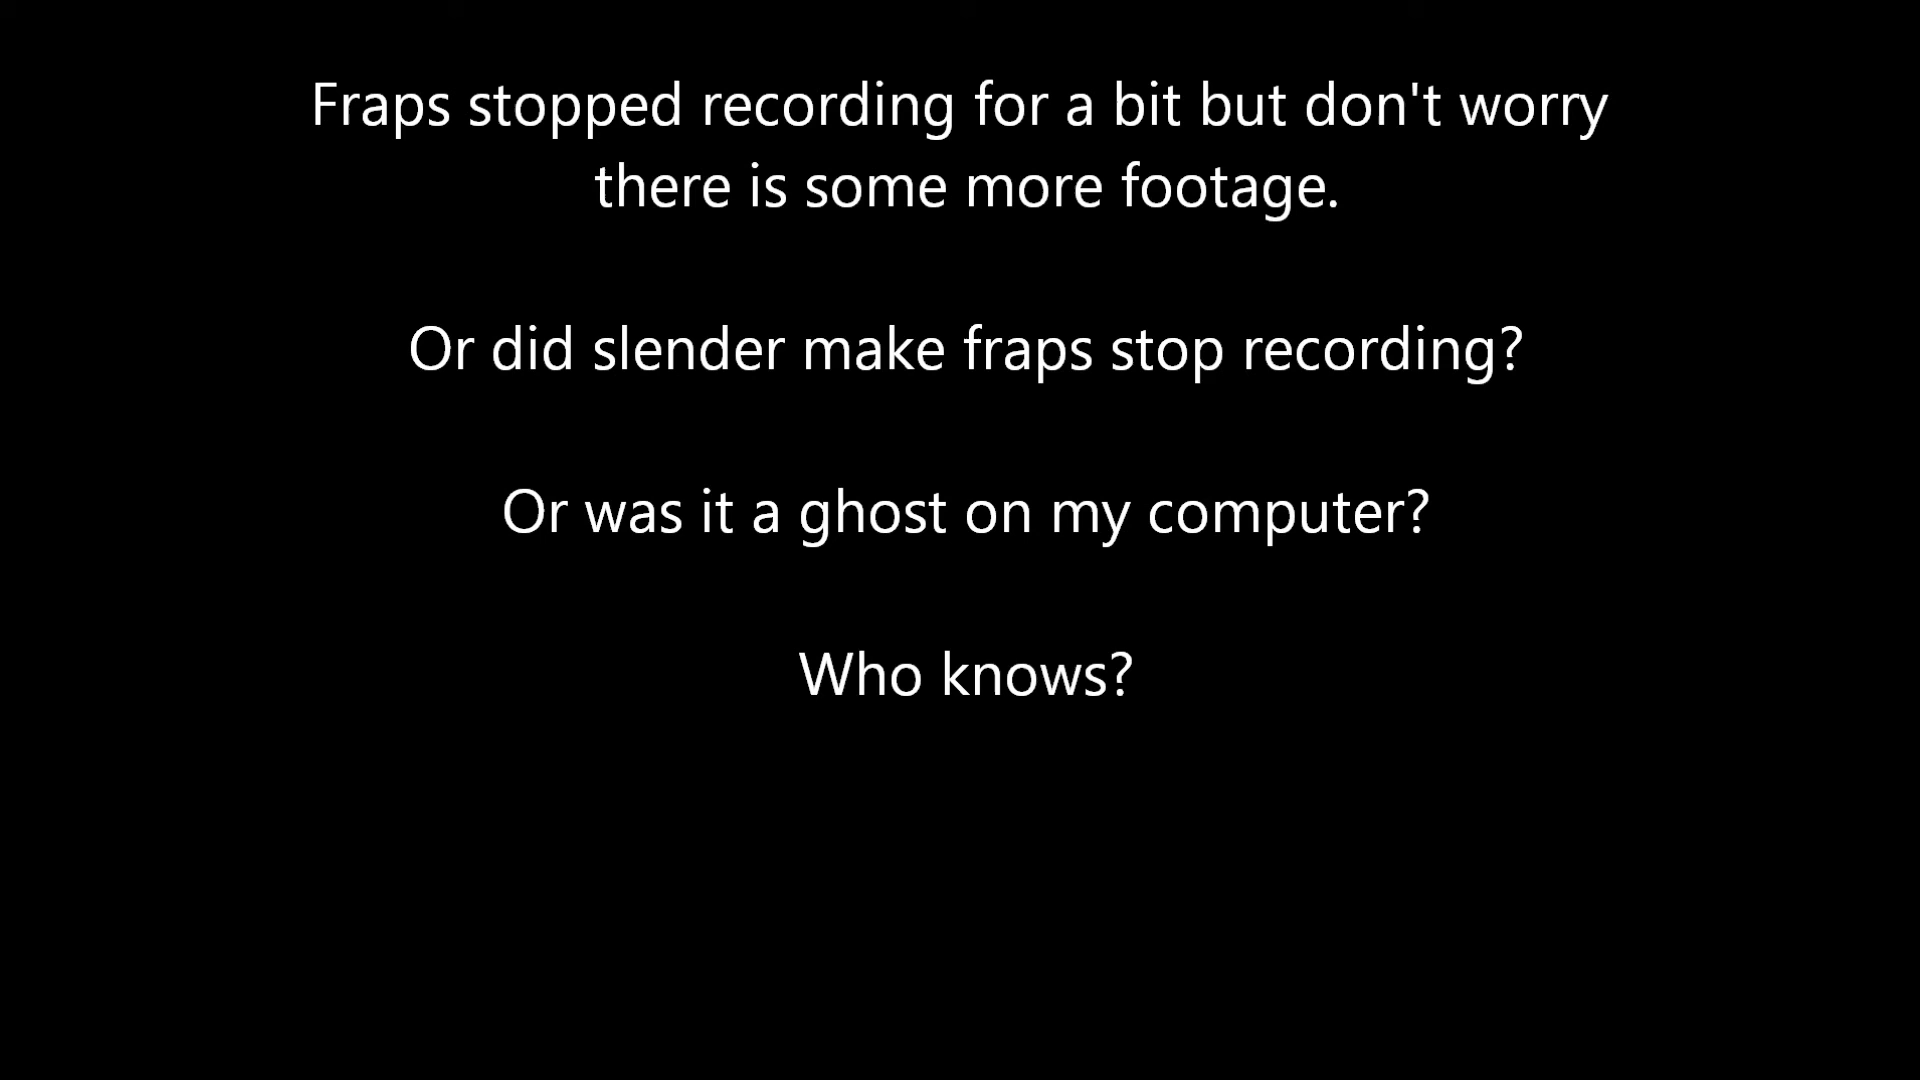 Fraps stopped recording for a bit but don't worry
there is some more footage.
Or did slender make fraps stop recording?
Or was it a ghost on my computer?
Who knows?